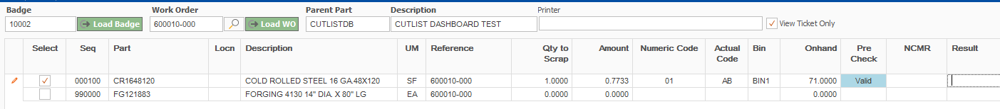 Badge Work Order Parent Part Description Printer
10002 Load Badge 600010-000 Load WO CUTLISTDB CUTLIST DASHBOARD TEST View Ticket Only
Select Seq Part Locn Description UM Reference Qty to Scrap Amount Numeric Code Actual Code Bin Onhand Pre Check NCMR Result
000100 CR1648120 COLD ROLLED STEEL 16 GA.48X120 SF 600010-000 1.0000 0.7733 01 AB BIN1 71.0000 Valid
990000 FG121883 FORGING 4130 14" DIA. X 80" LG EA 600010-000 0.0000 0.0000 0.0000